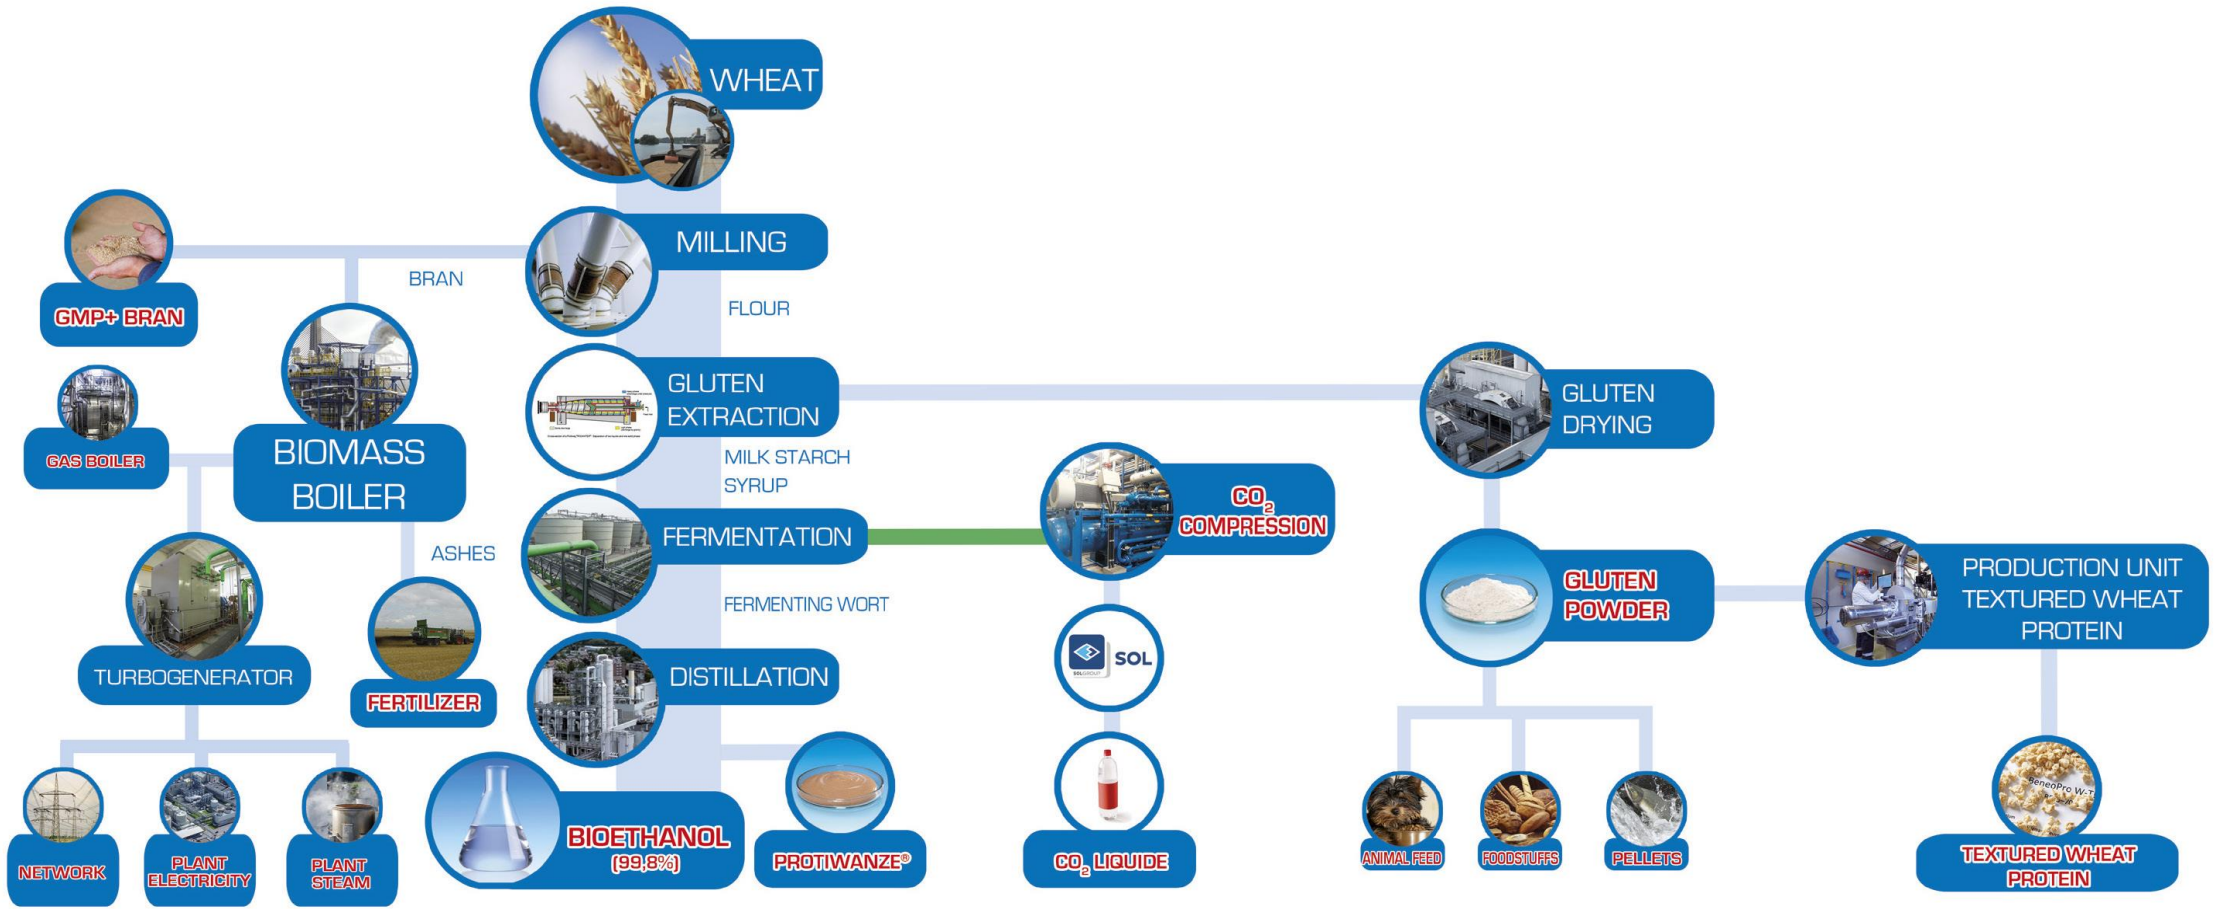 WHEAT
MILLING
BRAN
GMP+ BRAN
FLOUR
GLUTEN
EXTRACTION
GLUTEN
DRYING
GAS BOILER
BIOMASS
BOILER
MILK STARCH
SYRUP
CO2
COMPRESSION
FERMENTATION
ASHES
FERMENTING WORT
GLUTEN
POWDER
PRODUCTION UNIT
TEXTURED WHEAT
PROTEIN
SOL
SOLGROUP
TURBOGENERATOR
FERTILIZER
DISTILLATION
BeneoPro W-T
NETWORK
PLANT
ELECTRICITY
PLANT
STEAM
BIOETHANOL
(99,8%)
PROTIWANZE®
CO2 LIQUIDE
ANIMAL FEED
FOODSTUFFS
PELLETS
TEXTURED WHEAT
PROTEIN